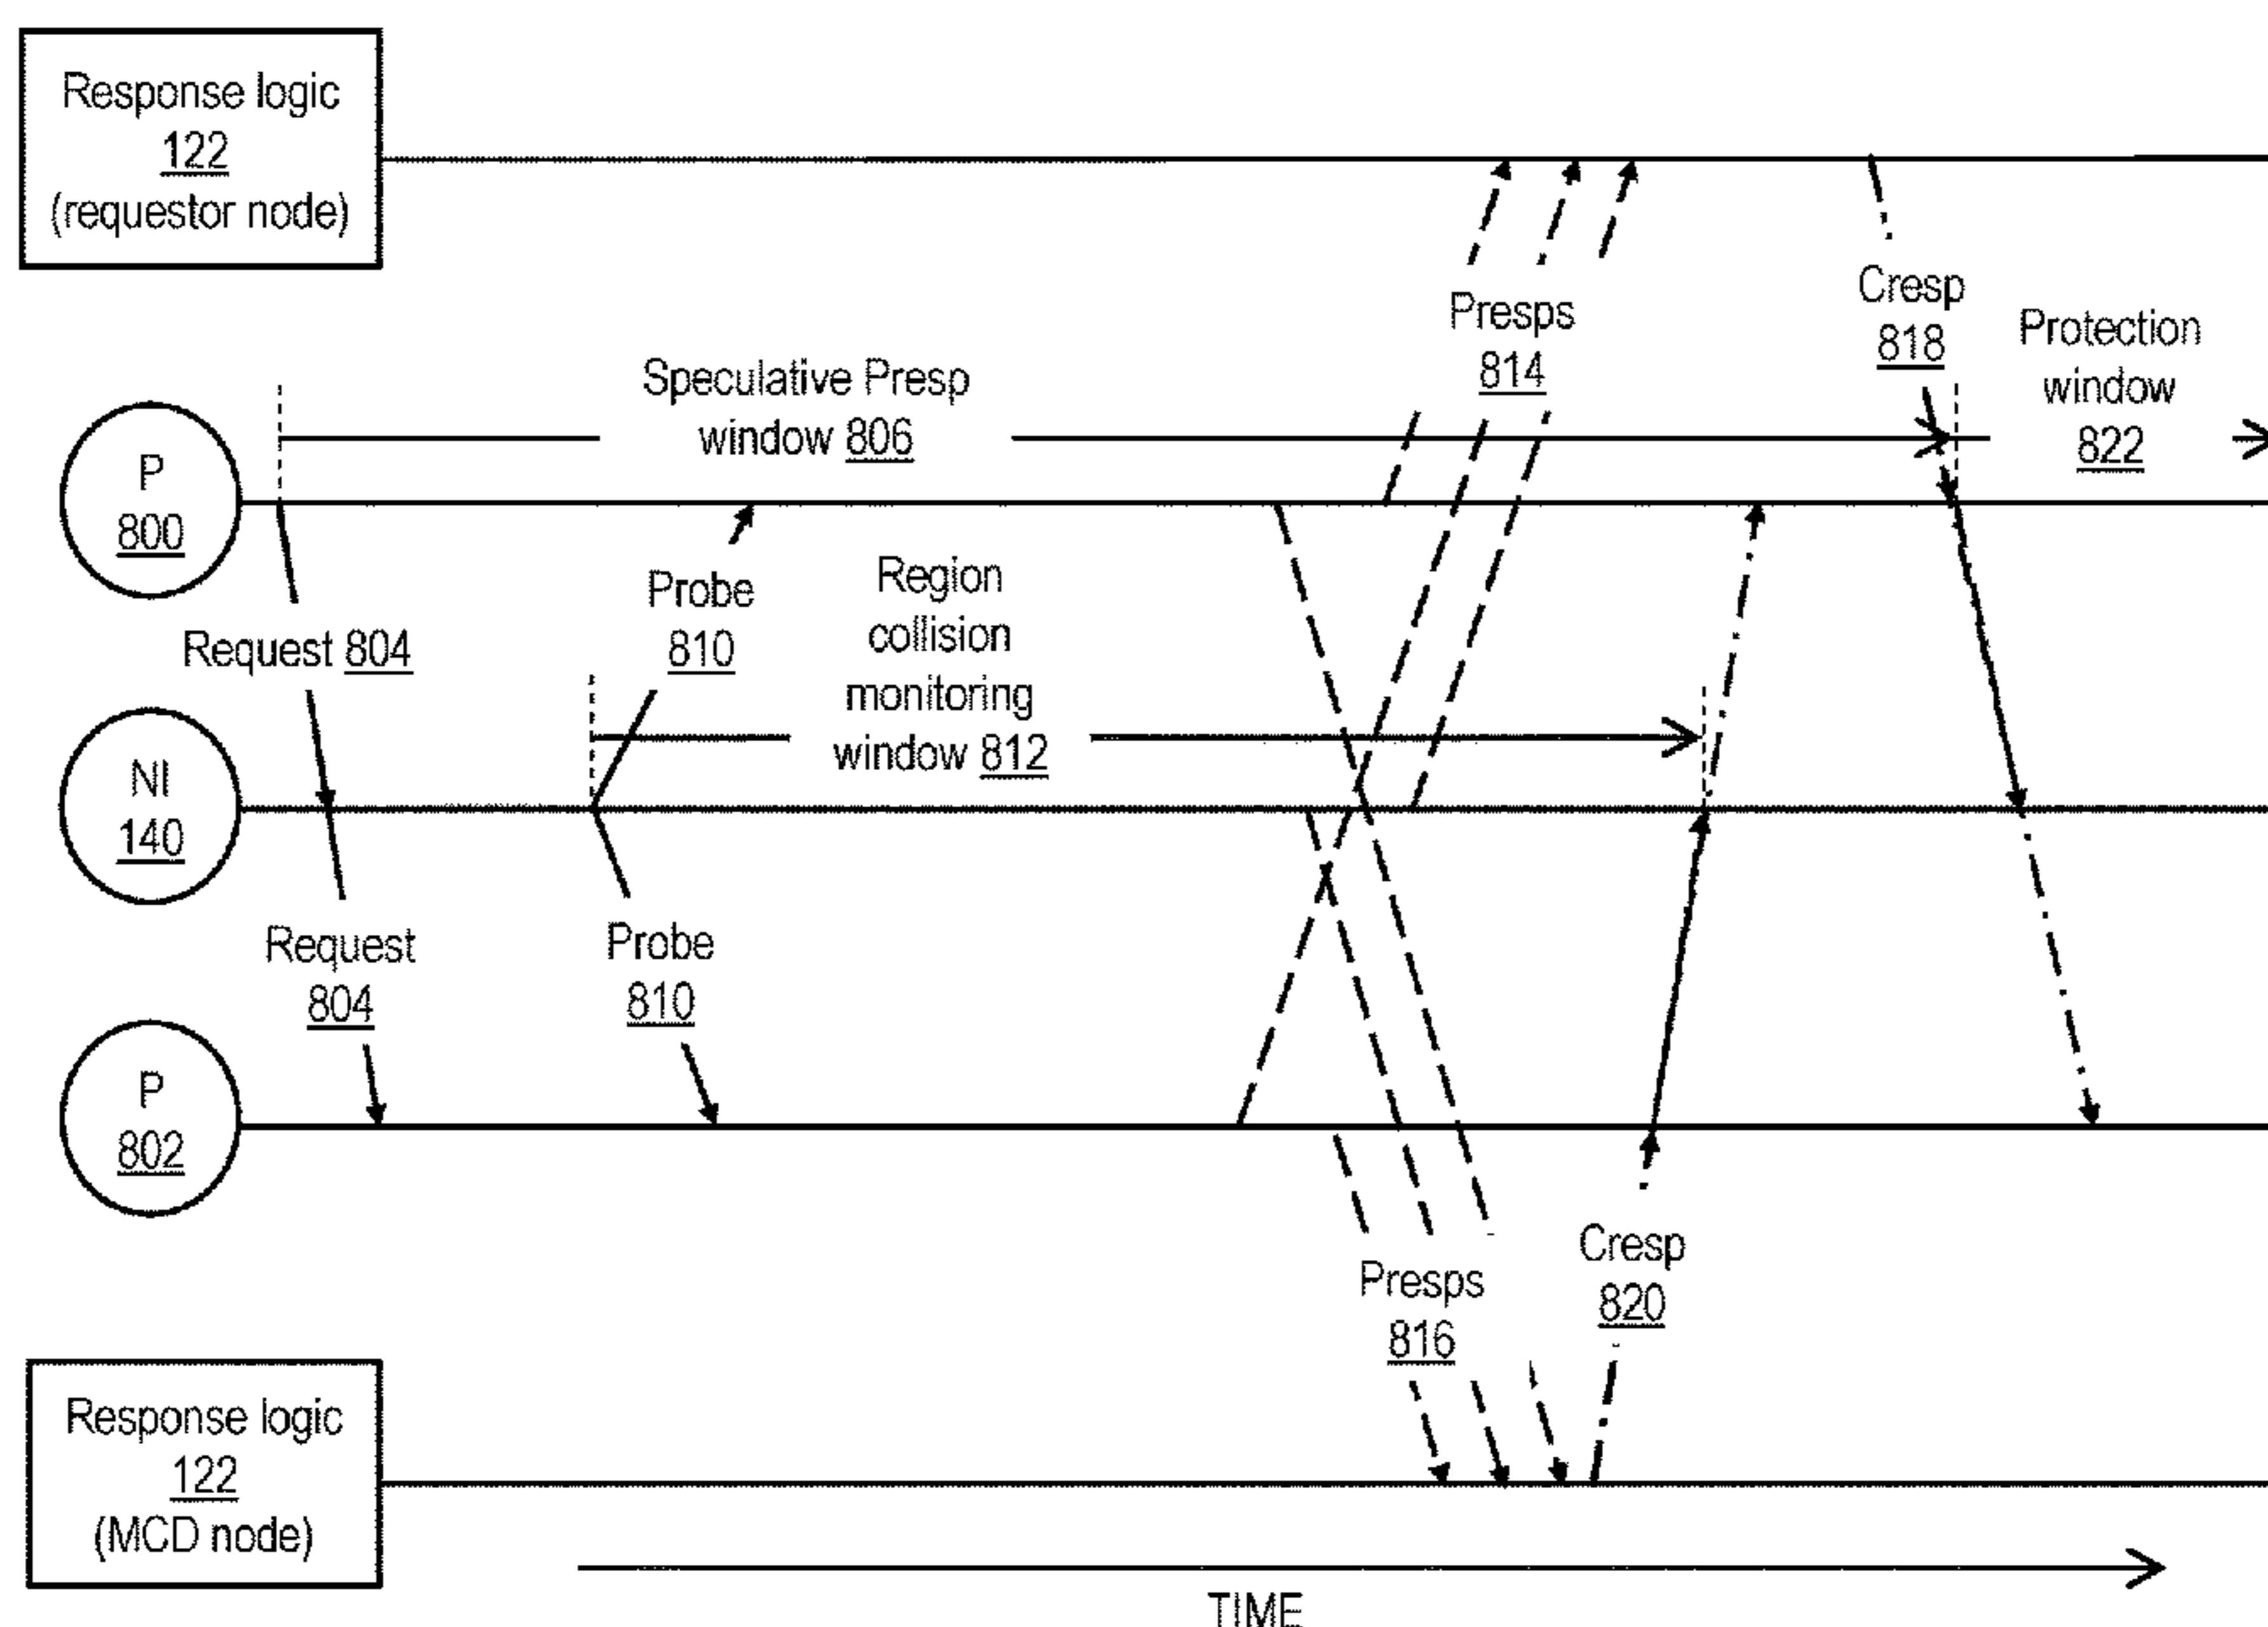 Response logic
122
(requestor node)
Presps
814
Cresp
818
Protection
window
822
Speculative Presp
window 806
P
800
Request 804
Probe
810
Region
collision
monitoring
window 812
NI
140
Request
804
Probe
810
P
802
Presps
816
Cresp
820
Response logic
122
(MCD node)
TIME